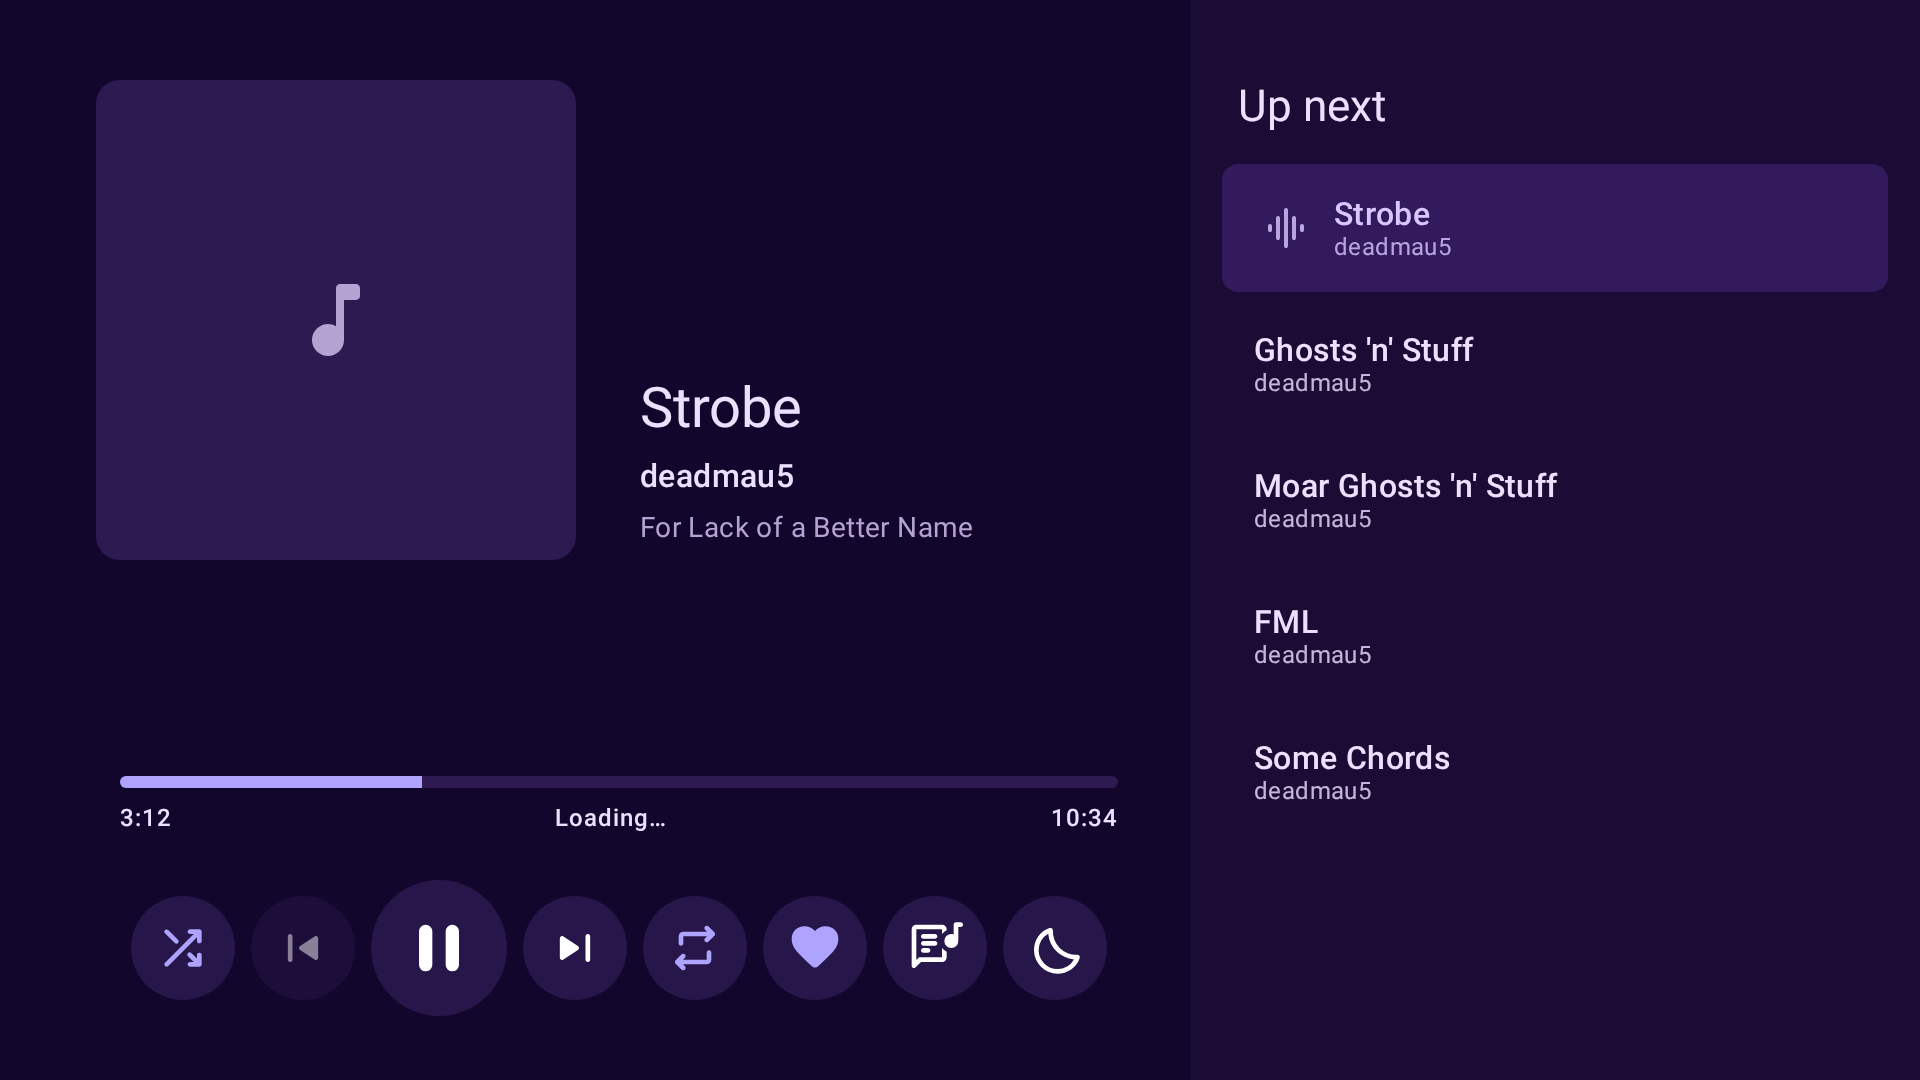 Strobe
deadmau5
For Lack of a Better Name
3:12
Loading…
10:34
Up next
Strobe
deadmau5
Ghosts 'n' Stuff
deadmau5
Moar Ghosts 'n' Stuff
deadmau5
FML
deadmau5
Some Chords
deadmau5